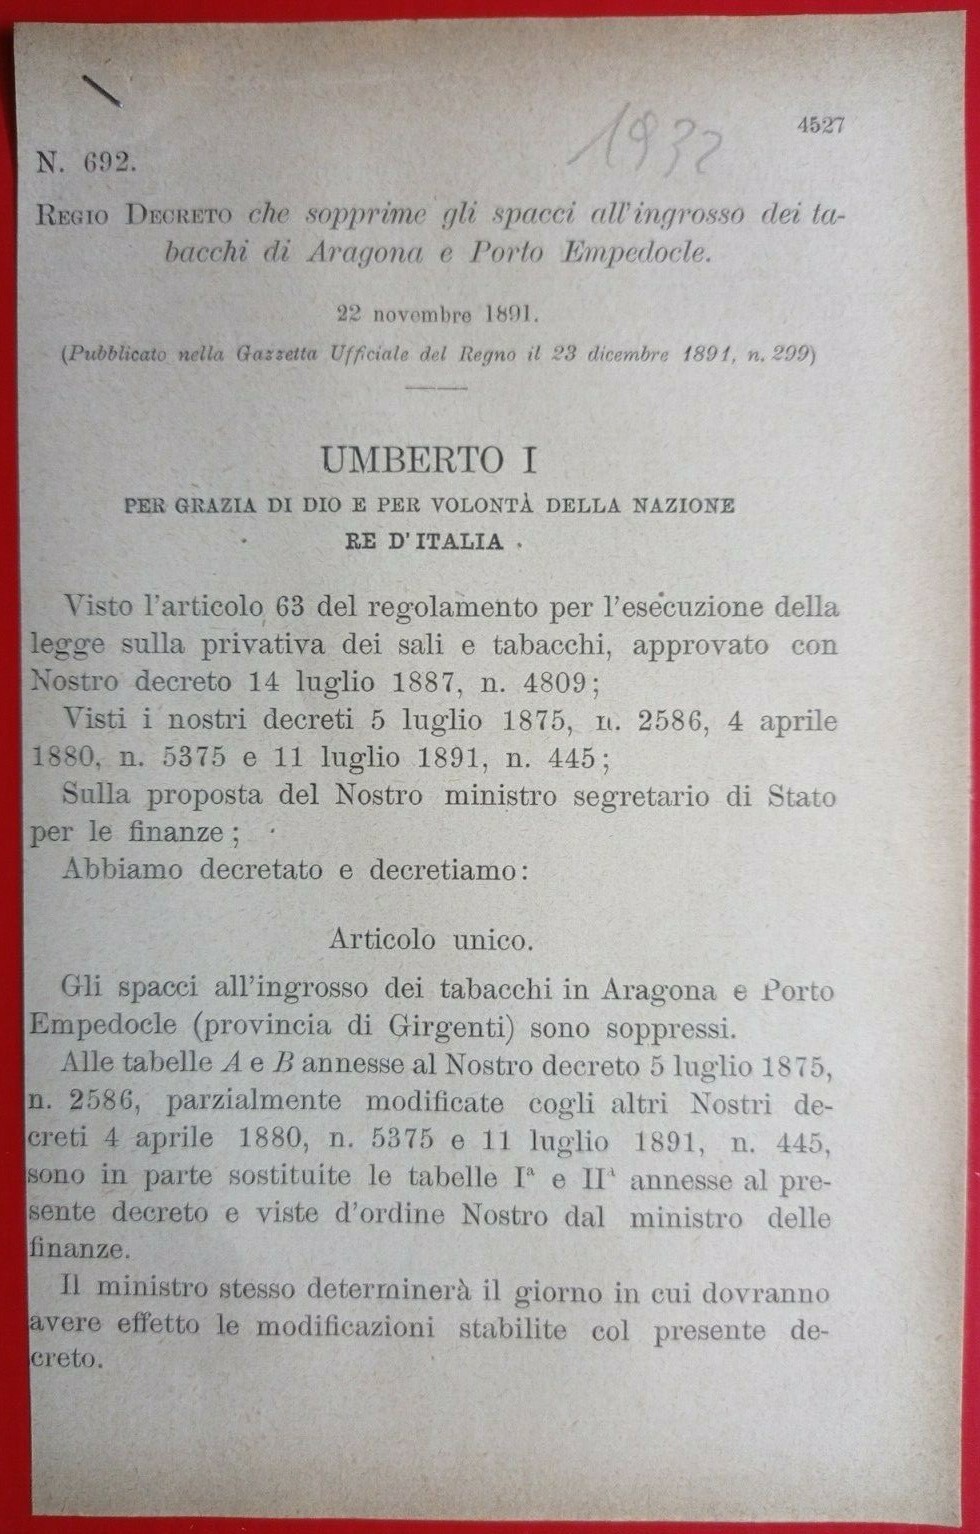 1932
4527
N. 692.
REGIO DECRETO che sopprime gli spacci all'ingrosso dei ta-
bacchi di Aragona e Porto Empedocle.
22 novembre 1891.
(Pubblicato nella Gazzetta Ufficiale del Regno il 23 dicembre 1891, n. 299)
UMBERTO I
PER GRAZIA DI DIO E PER VOLONTÀ DELLA NAZIONE
RE D'ITALIA
Visto l'articolo 63 del regolamento per l'esecuzione della
legge sulla privativa dei sali e tabacchi, approvato con
Nostro decreto 14 luglio 1887, n. 4809;
Visti i nostri decreti 5 luglio 1875, n. 2586, 4 aprile
1880, n. 5375 e 11 luglio 1891, n. 445;
Sulla proposta del Nostro ministro segretario di Stato
per le finanze;
Abbiamo decretato e decretiamo:
Articolo unico.
Gli spacci all'ingrosso dei tabacchi in Aragona e Porto
Empedocle (provincia di Girgenti) sono soppressi.
Alle tabelle A e B annesse al Nostro decreto 5 luglio 1875,
n. 2586, parzialmente modificate cogli altri Nostri de-
creti 4 aprile 1880, n. 5375 e 11 luglio 1891, n. 445,
sono in parte sostituite le tabelle Iª e IIª annesse al pre-
sente decreto e viste d'ordine Nostro dal ministro delle
finanze.
Il ministro stesso determinerà il giorno in cui dovranno
avere effetto le modificazioni stabilite col presente de-
creto.